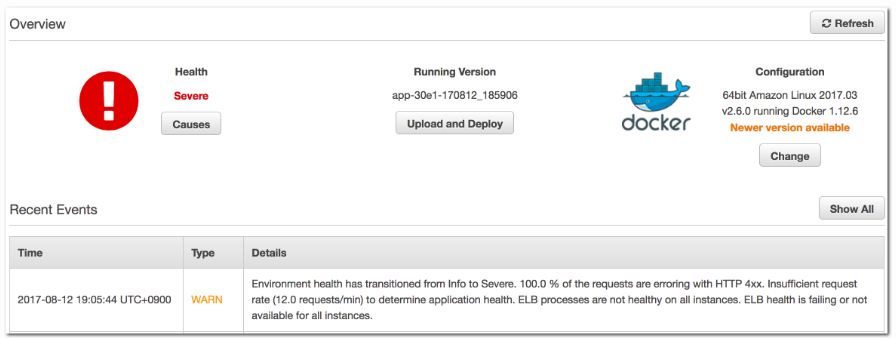 Overview
Refresh
Health
Severe
Causes
Running Version
app-30e1-170812_185906
Upload and Deploy
docker
Configuration
64bit Amazon Linux 2017.03
v2.6.0 running Docker 1.12.6
Newer version available
Change
Recent Events
Show All
Time Type Details
2017-08-12 19:05:44 UTC+0900 WARN
Environment health has transitioned from Info to Severe. 100.0 % of the requests are erroring with HTTP 4xx. Insufficient request
rate (12.0 requests/min) to determine application health. ELB processes are not healthy on all instances. ELB health is failing or not
available for all instances.